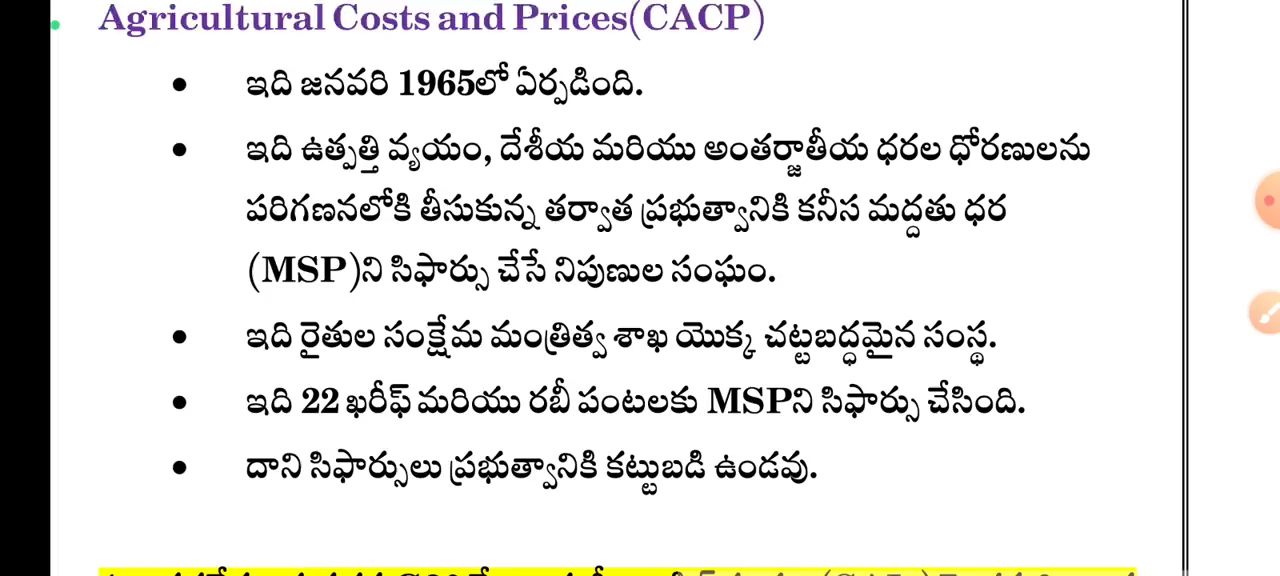 Agricultural Costs and Prices(CACP)
• ఇది జనవరి 1965లో ఏర్పడింది.
• ఇది ఉత్పత్తి వ్యయం, దేశీయ మరియు అంతర్జాతీయ ధరల ధోరణులను
పరిగణనలోకి తీసుకున్న తర్వాత ప్రభుత్వానికి కనీస మద్దతు ధర
(MSP)ని సిఫార్సు చేసే నిపుణుల సంఘం.
• ఇది రైతుల సంక్షేమ మంత్రిత్వ శాఖ యొక్క చట్టబద్ధమైన సంస్థ.
• ఇది 22 ఖరీఫ్ మరియు రబీ పంటలకు MSPని సిఫార్సు చేసింది.
• దాని సిఫార్సులు ప్రభుత్వానికి కట్టుబడి ఉండవు.